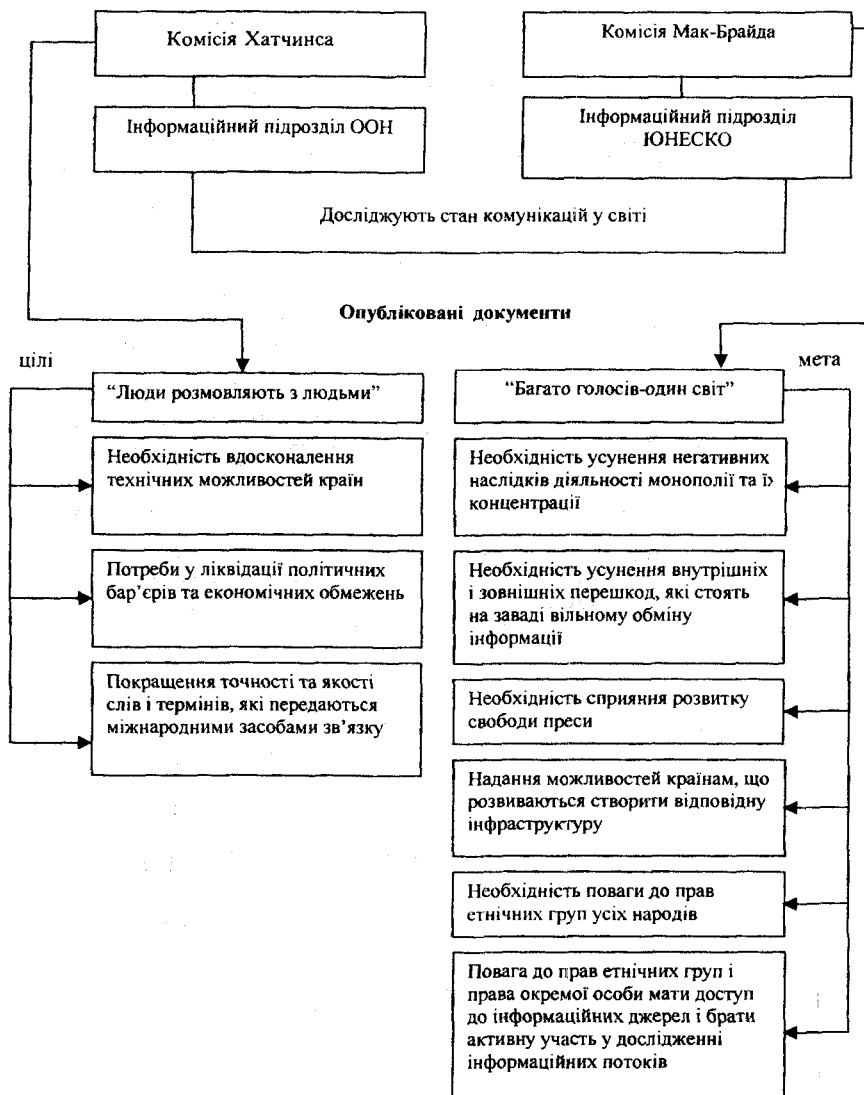 Комісія Хатчинса
Комісія Мак-Брайда
Інформаційний підрозділ ООН
Інформаційний підрозділ
ЮНЕСКО
Досліджують стан комунікацій у світі
Опубліковані документи
цілі
мета
“Люди розмовляють з людьми”
“Багато голосів-один світ”
Необхідність вдосконалення
технічних можливостей країн
Потреби у ліквідації політичних
бар’єрів та економічних обмежень
Покращення точності та якості
слів і термінів, які передаються
міжнародними засобами зв’язку
Необхідність усунення негативних
наслідків діяльності монополії та її
концентрації
Необхідність усунення внутрішніх
і зовнішніх перешкод, які стоять
на заваді вільному обміну
інформації
Необхідність сприяння розвитку
свободи преси
Надання можливостей країнам, що
розвиваються створити відповідну
інфраструктуру
Необхідність поваги до прав
етнічних груп усіх народів
Повага до прав етнічних груп і
права окремої особи мати доступ
до інформаційних джерел і брати
активну участь у дослідженні
інформаційних потоків